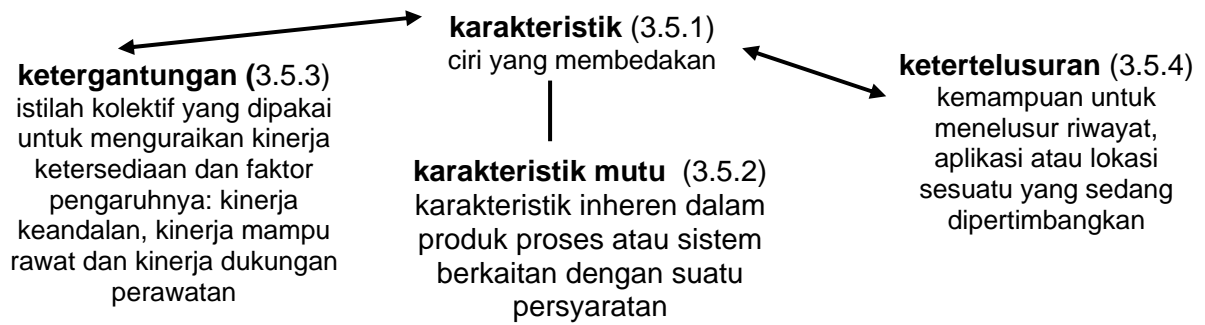 karakteristik (3.5.1)
ciri yang membedakan
ketergantungan (3.5.3)
istilah kolektif yang dipakai
untuk menguraikan kinerja
ketersediaan dan faktor
pengaruhnya: kinerja
keandalan, kinerja mampu
rawat dan kinerja dukungan
perawatan
karakteristik mutu (3.5.2)
karakteristik inheren dalam
produk proses atau sistem
berkaitan dengan suatu
persyaratan
ketertelusuran (3.5.4)
kemampuan untuk
menelusur riwayat,
aplikasi atau lokasi
sesuatu yang sedang
dipertimbangkan